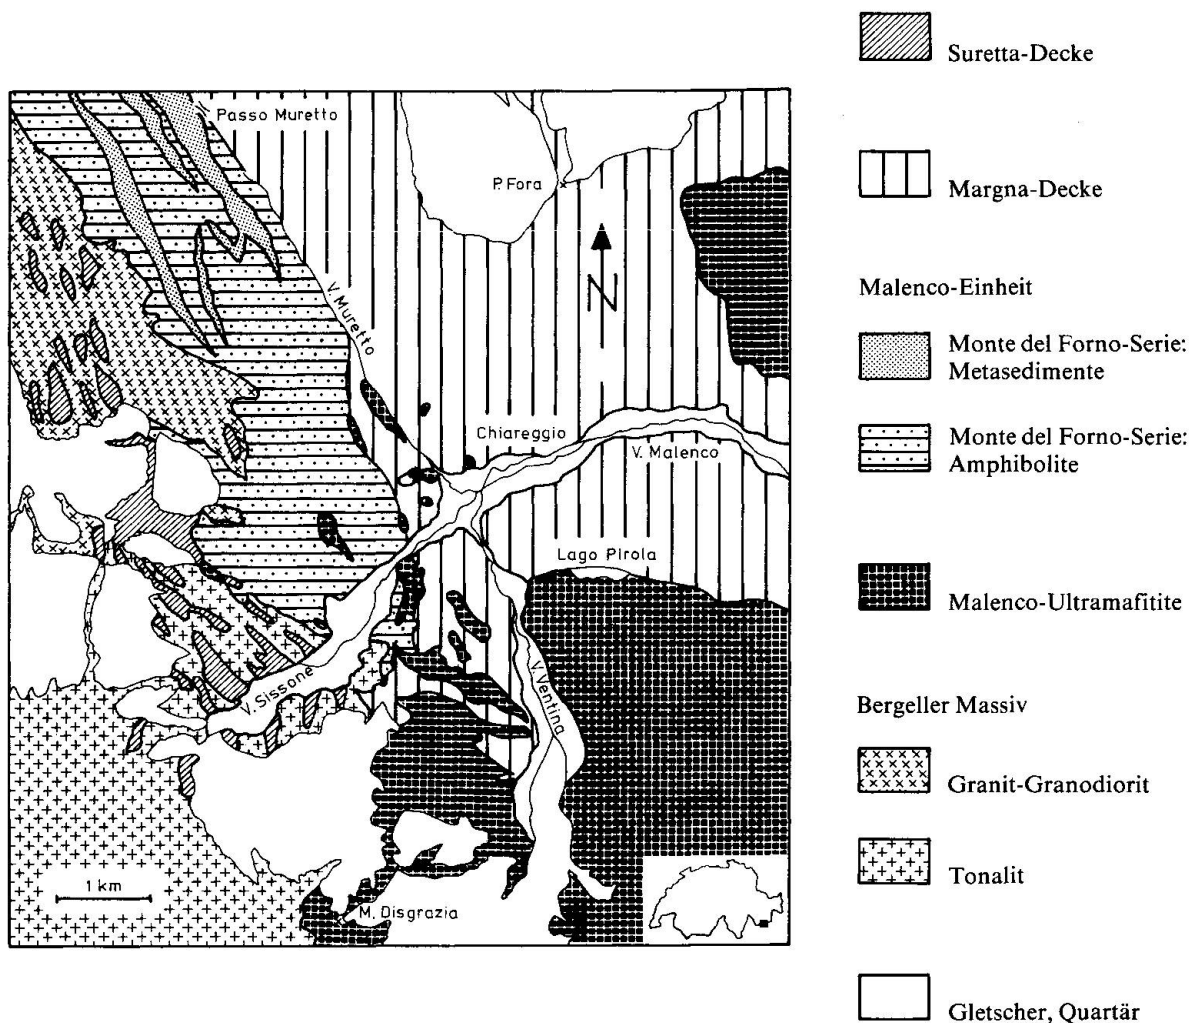 Passo Muretto
P. Fora
N
V. Muretto
Chiareggio
V. Malenco
Lago Pirola
V. Sissone
V. Ventina
1 km
M. Disgrazia
Suretta-Decke
Margna-Decke
Malenco-Einheit
Monte del Forno-Serie:
Metasedimente
Monte del Forno-Serie:
Amphibolite
Malenco-Ultramafitite
Bergeller Massiv
Granit-Granodiorit
Tonalit
Gletscher, Quartär